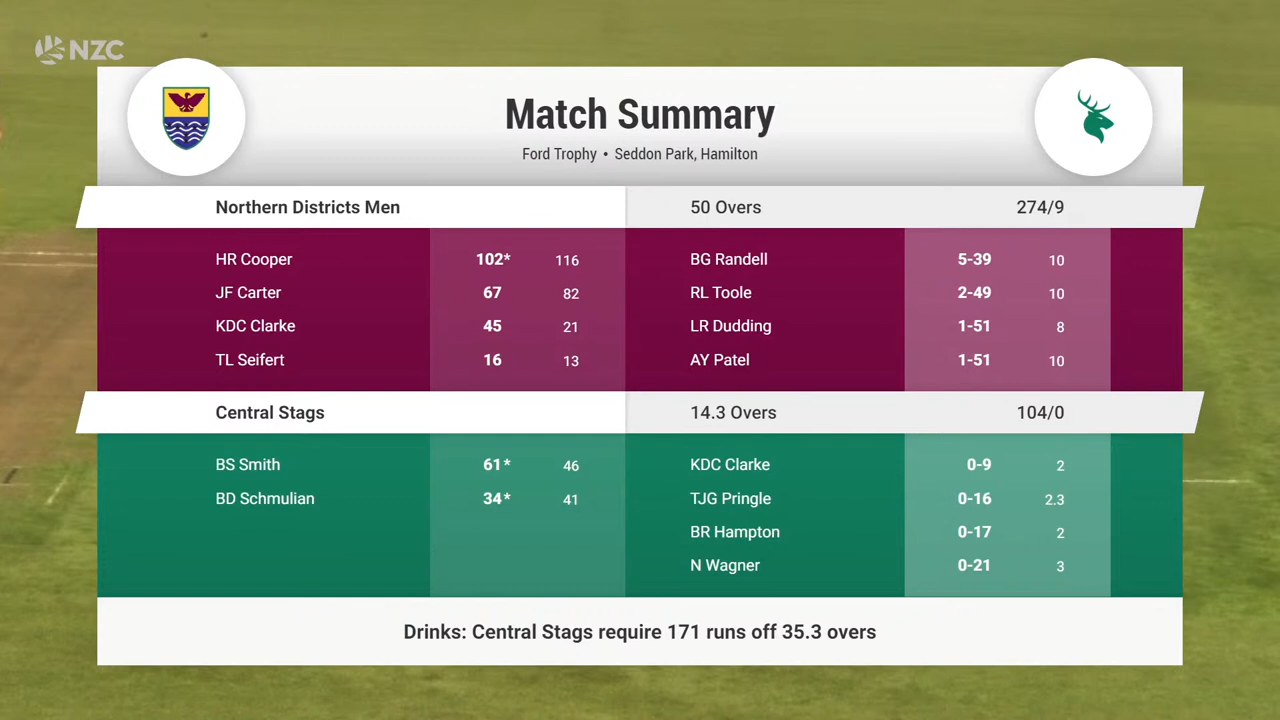 NZC
Match Summary
Ford Trophy • Seddon Park, Hamilton
Northern Districts Men 50 Overs 274/9
HR Cooper 102* 116 BG Randell 5-39 10
JF Carter 67 82 RL Toole 2-49 10
KDC Clarke 45 21 LR Dudding 1-51 8
TL Seifert 16 13 AY Patel 1-51 10
Central Stags 14.3 Overs 104/0
BS Smith 61* 46 KDC Clarke 0-9 2
BD Schmulian 34* 41 TJG Pringle 0-16 2.3
BR Hampton 0-17 2
N Wagner 0-21 3
Drinks: Central Stags require 171 runs off 35.3 overs